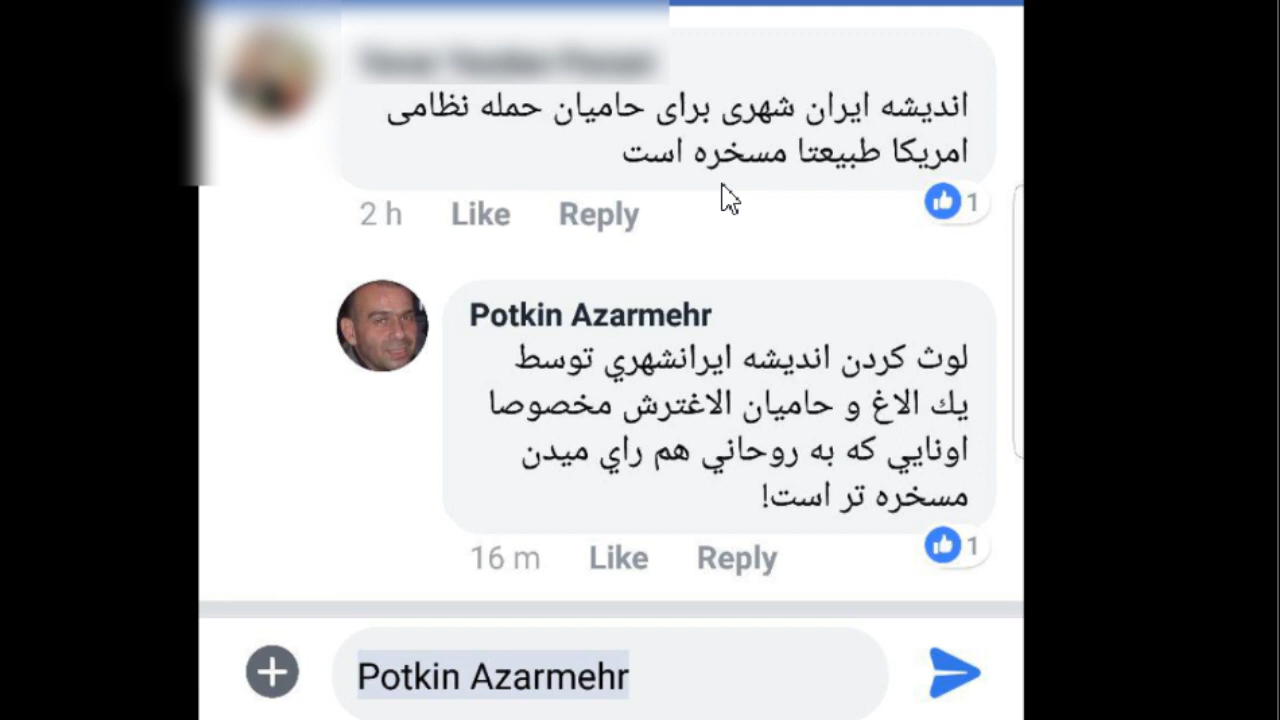 اندیشه ایران شهری برای حامیان حمله نظامی
امریکا طبیعتا مسخره است
2 h Like Reply
1
Potkin Azarmehr
لوث كردن انديشه ايرانشهري توسط
يك الاغ و حاميان الاغترش مخصوصا
اونايي كه به روحاني هم راي ميدن
مسخره تر است!
16 m Like Reply
1
Potkin Azarmehr